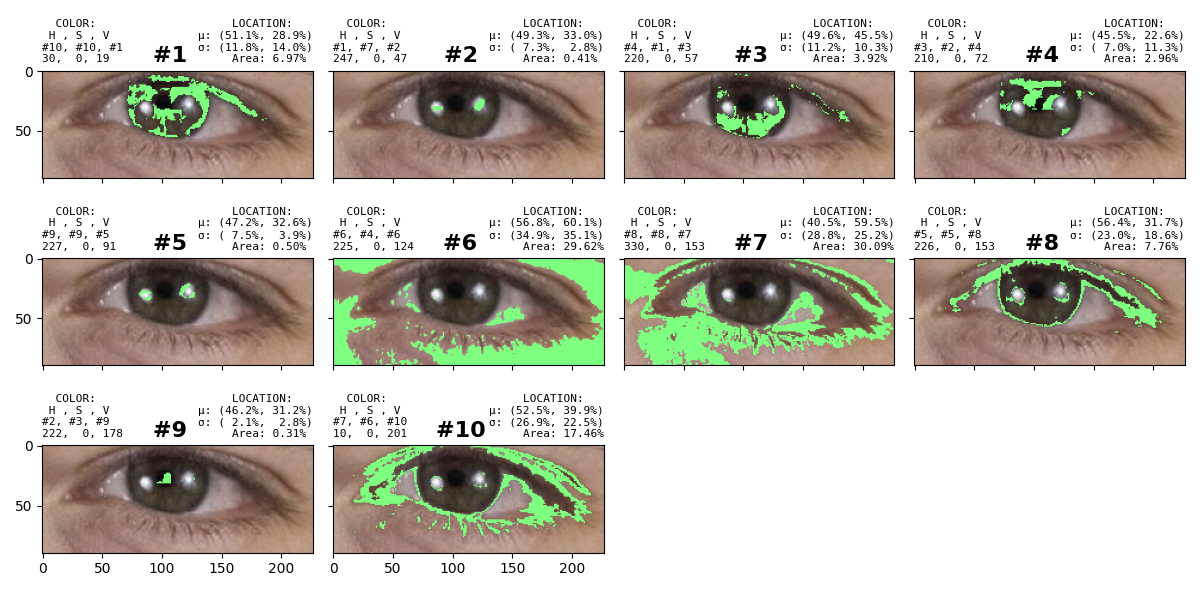 COLOR: LOCATION:
H , S , V μ: (51.1%, 28.9%)
#10, #10, #1 #1 σ: (11.8%, 14.0%)
30, 0, 19 Area: 6.97%
COLOR: LOCATION:
H , S , V μ: (49.3%, 33.0%)
#1, #7, #2 #2 σ: ( 7.3%, 2.8%)
247, 0, 47 Area: 0.41%
COLOR: LOCATION:
H , S , V μ: (49.6%, 45.5%)
#4, #1, #3 #3 σ: (11.2%, 10.3%)
220, 0, 57 Area: 3.92%
COLOR: LOCATION:
H , S , V μ: (45.5%, 22.6%)
#3, #2, #4 #4 σ: ( 7.0%, 11.3%)
210, 0, 72 Area: 2.96%
0
50
COLOR: LOCATION:
H , S , V μ: (47.2%, 32.6%)
#9, #9, #5 #5 σ: ( 7.5%, 3.9%)
227, 0, 91 Area: 0.50%
COLOR: LOCATION:
H , S , V μ: (56.8%, 60.1%)
#6, #4, #6 #6 σ: (34.9%, 35.1%)
225, 0, 124 Area: 29.62%
COLOR: LOCATION:
H , S , V μ: (40.5%, 59.5%)
#8, #8, #7 #7 σ: (28.8%, 25.2%)
330, 0, 153 Area: 30.09%
COLOR: LOCATION:
H , S , V μ: (56.4%, 31.7%)
#5, #5, #8 #8 σ: (23.0%, 18.6%)
226, 0, 153 Area: 7.76%
0
50
COLOR: LOCATION:
H , S , V μ: (46.2%, 31.2%)
#2, #3, #9 #9 σ: ( 2.1%, 2.8%)
222, 0, 178 Area: 0.31%
COLOR: LOCATION:
H , S , V μ: (52.5%, 39.9%)
#7, #6, #10 #10 σ: (26.9%, 22.5%)
10, 0, 201 Area: 17.46%
0
50
0 50 100 150 200
0 50 100 150 200